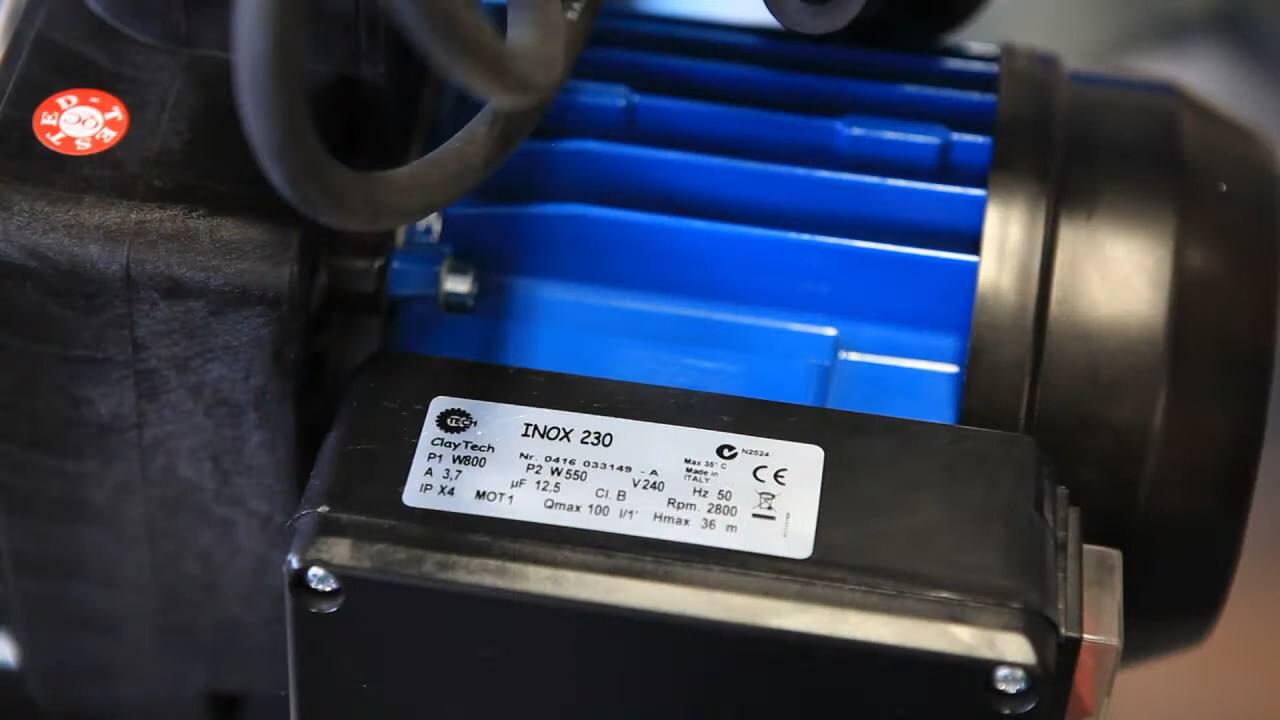 TESTED-
TECH
ClayTech
INOX 230
N2524
Nr. 0416 033149 - A
Max 35° C
Made in
ITALY
CE
P1 W800 P2 W550 V240 Hz 50
A 3,7 µF 12,5 Cl. B Rpm. 2800
IP X4 MOT1 Qmax 100 l/1' Hmax 36 m